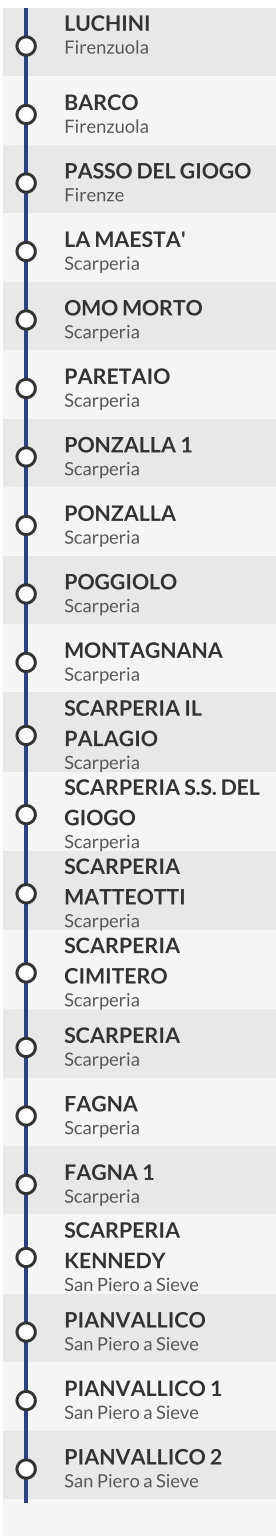 LUCHINI
Firenzuola
BARCO
Firenzuola
PASSO DEL GIOGO
Firenze
LA MAESTA'
Scarperia
OMO MORTO
Scarperia
PARETAIO
Scarperia
PONZALLA 1
Scarperia
PONZALLA
Scarperia
POGGIOLO
Scarperia
MONTAGNANA
Scarperia
SCARPERIA IL
PALAGIO
Scarperia
SCARPERIA S.S. DEL
GIOGO
Scarperia
SCARPERIA
MATTEOTTI
Scarperia
SCARPERIA
CIMITERO
Scarperia
SCARPERIA
Scarperia
FAGNA
Scarperia
FAGNA 1
Scarperia
SCARPERIA
KENNEDY
San Piero a Sieve
PIANVALLICO
San Piero a Sieve
PIANVALLICO 1
San Piero a Sieve
PIANVALLICO 2
San Piero a Sieve